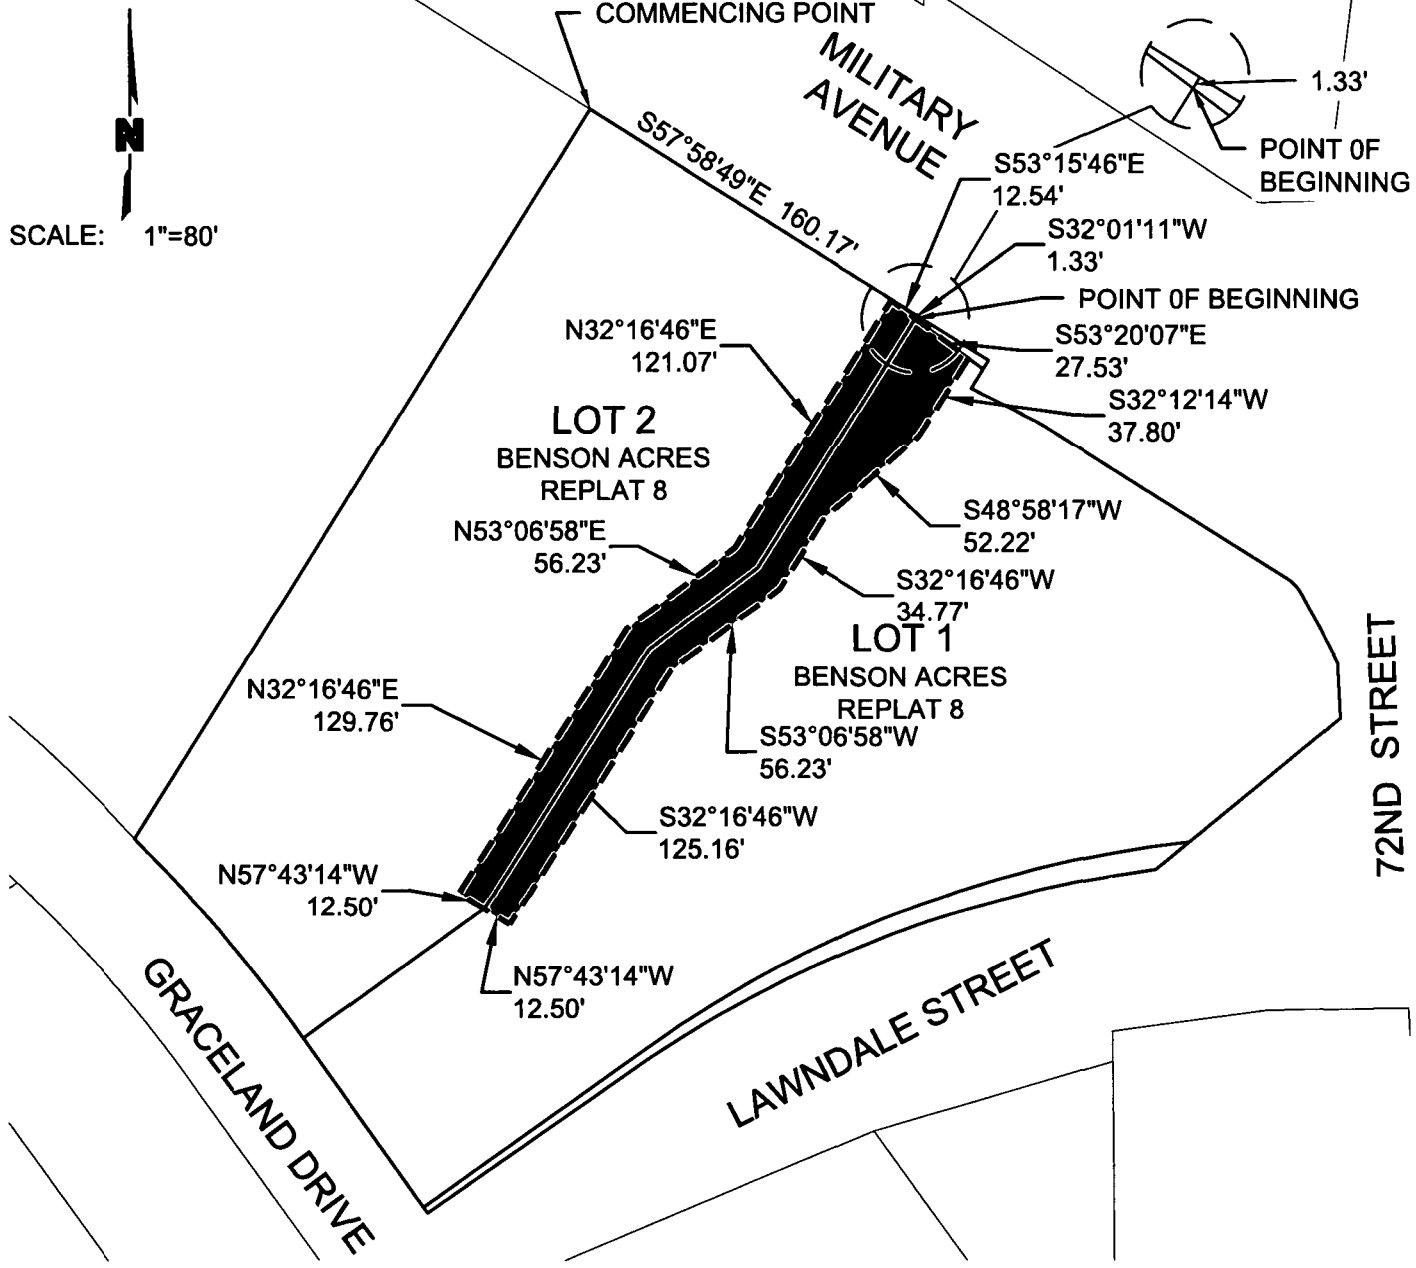 COMMENCING POINT
MILITARY
AVENUE
1.33'
POINT 0F
BEGINNING
N
SCALE: 1"=80'
S57°58'49"E 160.17'
S53°15'46"E
12.54'
S32°01'11"W
1.33'
POINT 0F BEGINNING
S53°20'07"E
27.53'
S32°12'14"W
37.80'
N32°16'46"E
121.07'
LOT 2
BENSON ACRES
REPLAT 8
N53°06'58"E
56.23'
S48°58'17"W
52.22'
S32°16'46"W
34.77'
LOT 1
BENSON ACRES
REPLAT 8
72ND STREET
N32°16'46"E
129.76'
S53°06'58"W
56.23'
S32°16'46"W
125.16'
N57°43'14"W
12.50'
N57°43'14"W
12.50'
GRACELAND DRIVE
LAWNDALE STREET